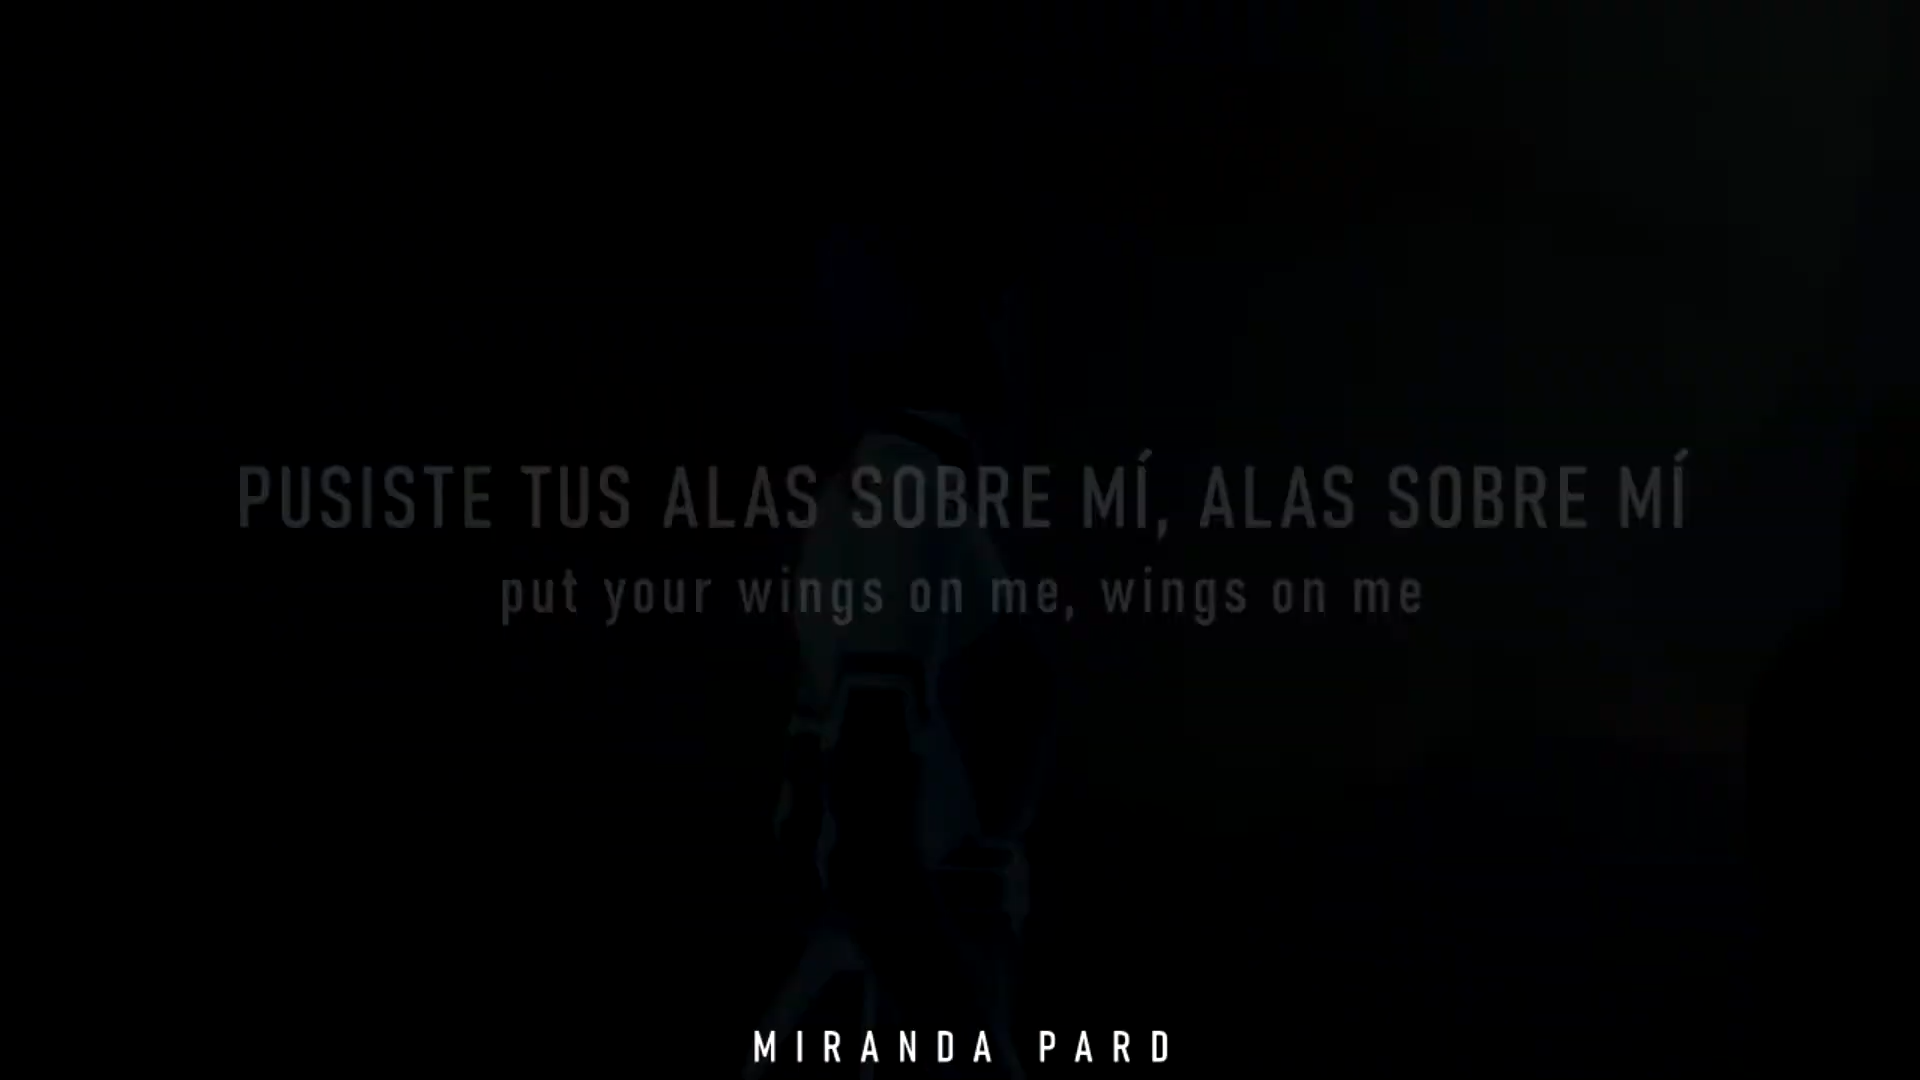 PUSISTE TUS ALAS SOBRE MÍ, ALAS SOBRE MÍ
put your wings on me, wings on me
MIRANDA PARD